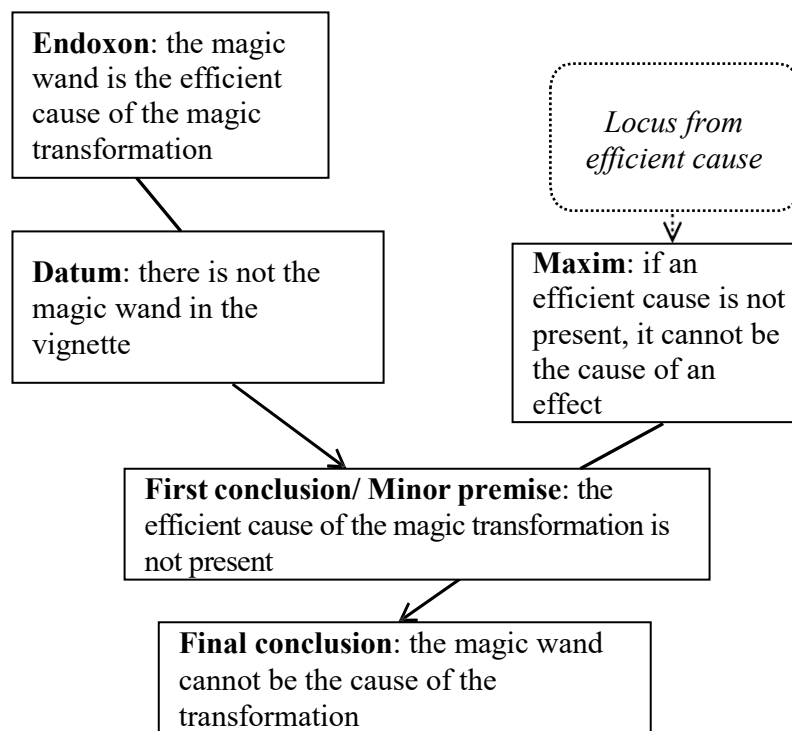 Endoxon: the magic
wand is the efficient
cause of the magic
transformation
Locus from
efficient cause
Datum: there is not the
magic wand in the
vignette
Maxim: if an
efficient cause is not
present, it cannot be
the cause of an
effect
First conclusion/ Minor premise: the
efficient cause of the magic transformation is
not present
Final conclusion: the magic wand
cannot be the cause of the
transformation